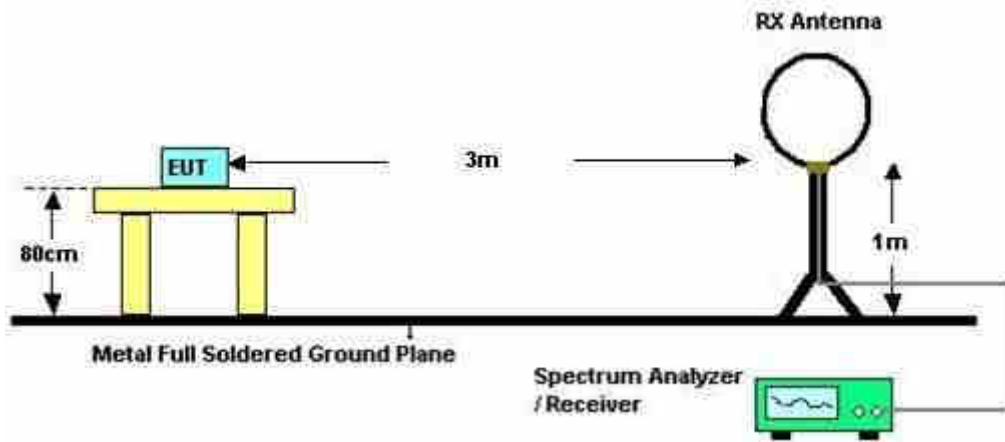 RX Antenna
EUT
3m
80cm
1m
Metal Full Soldered Ground Plane
Spectrum Analyzer
/ Receiver